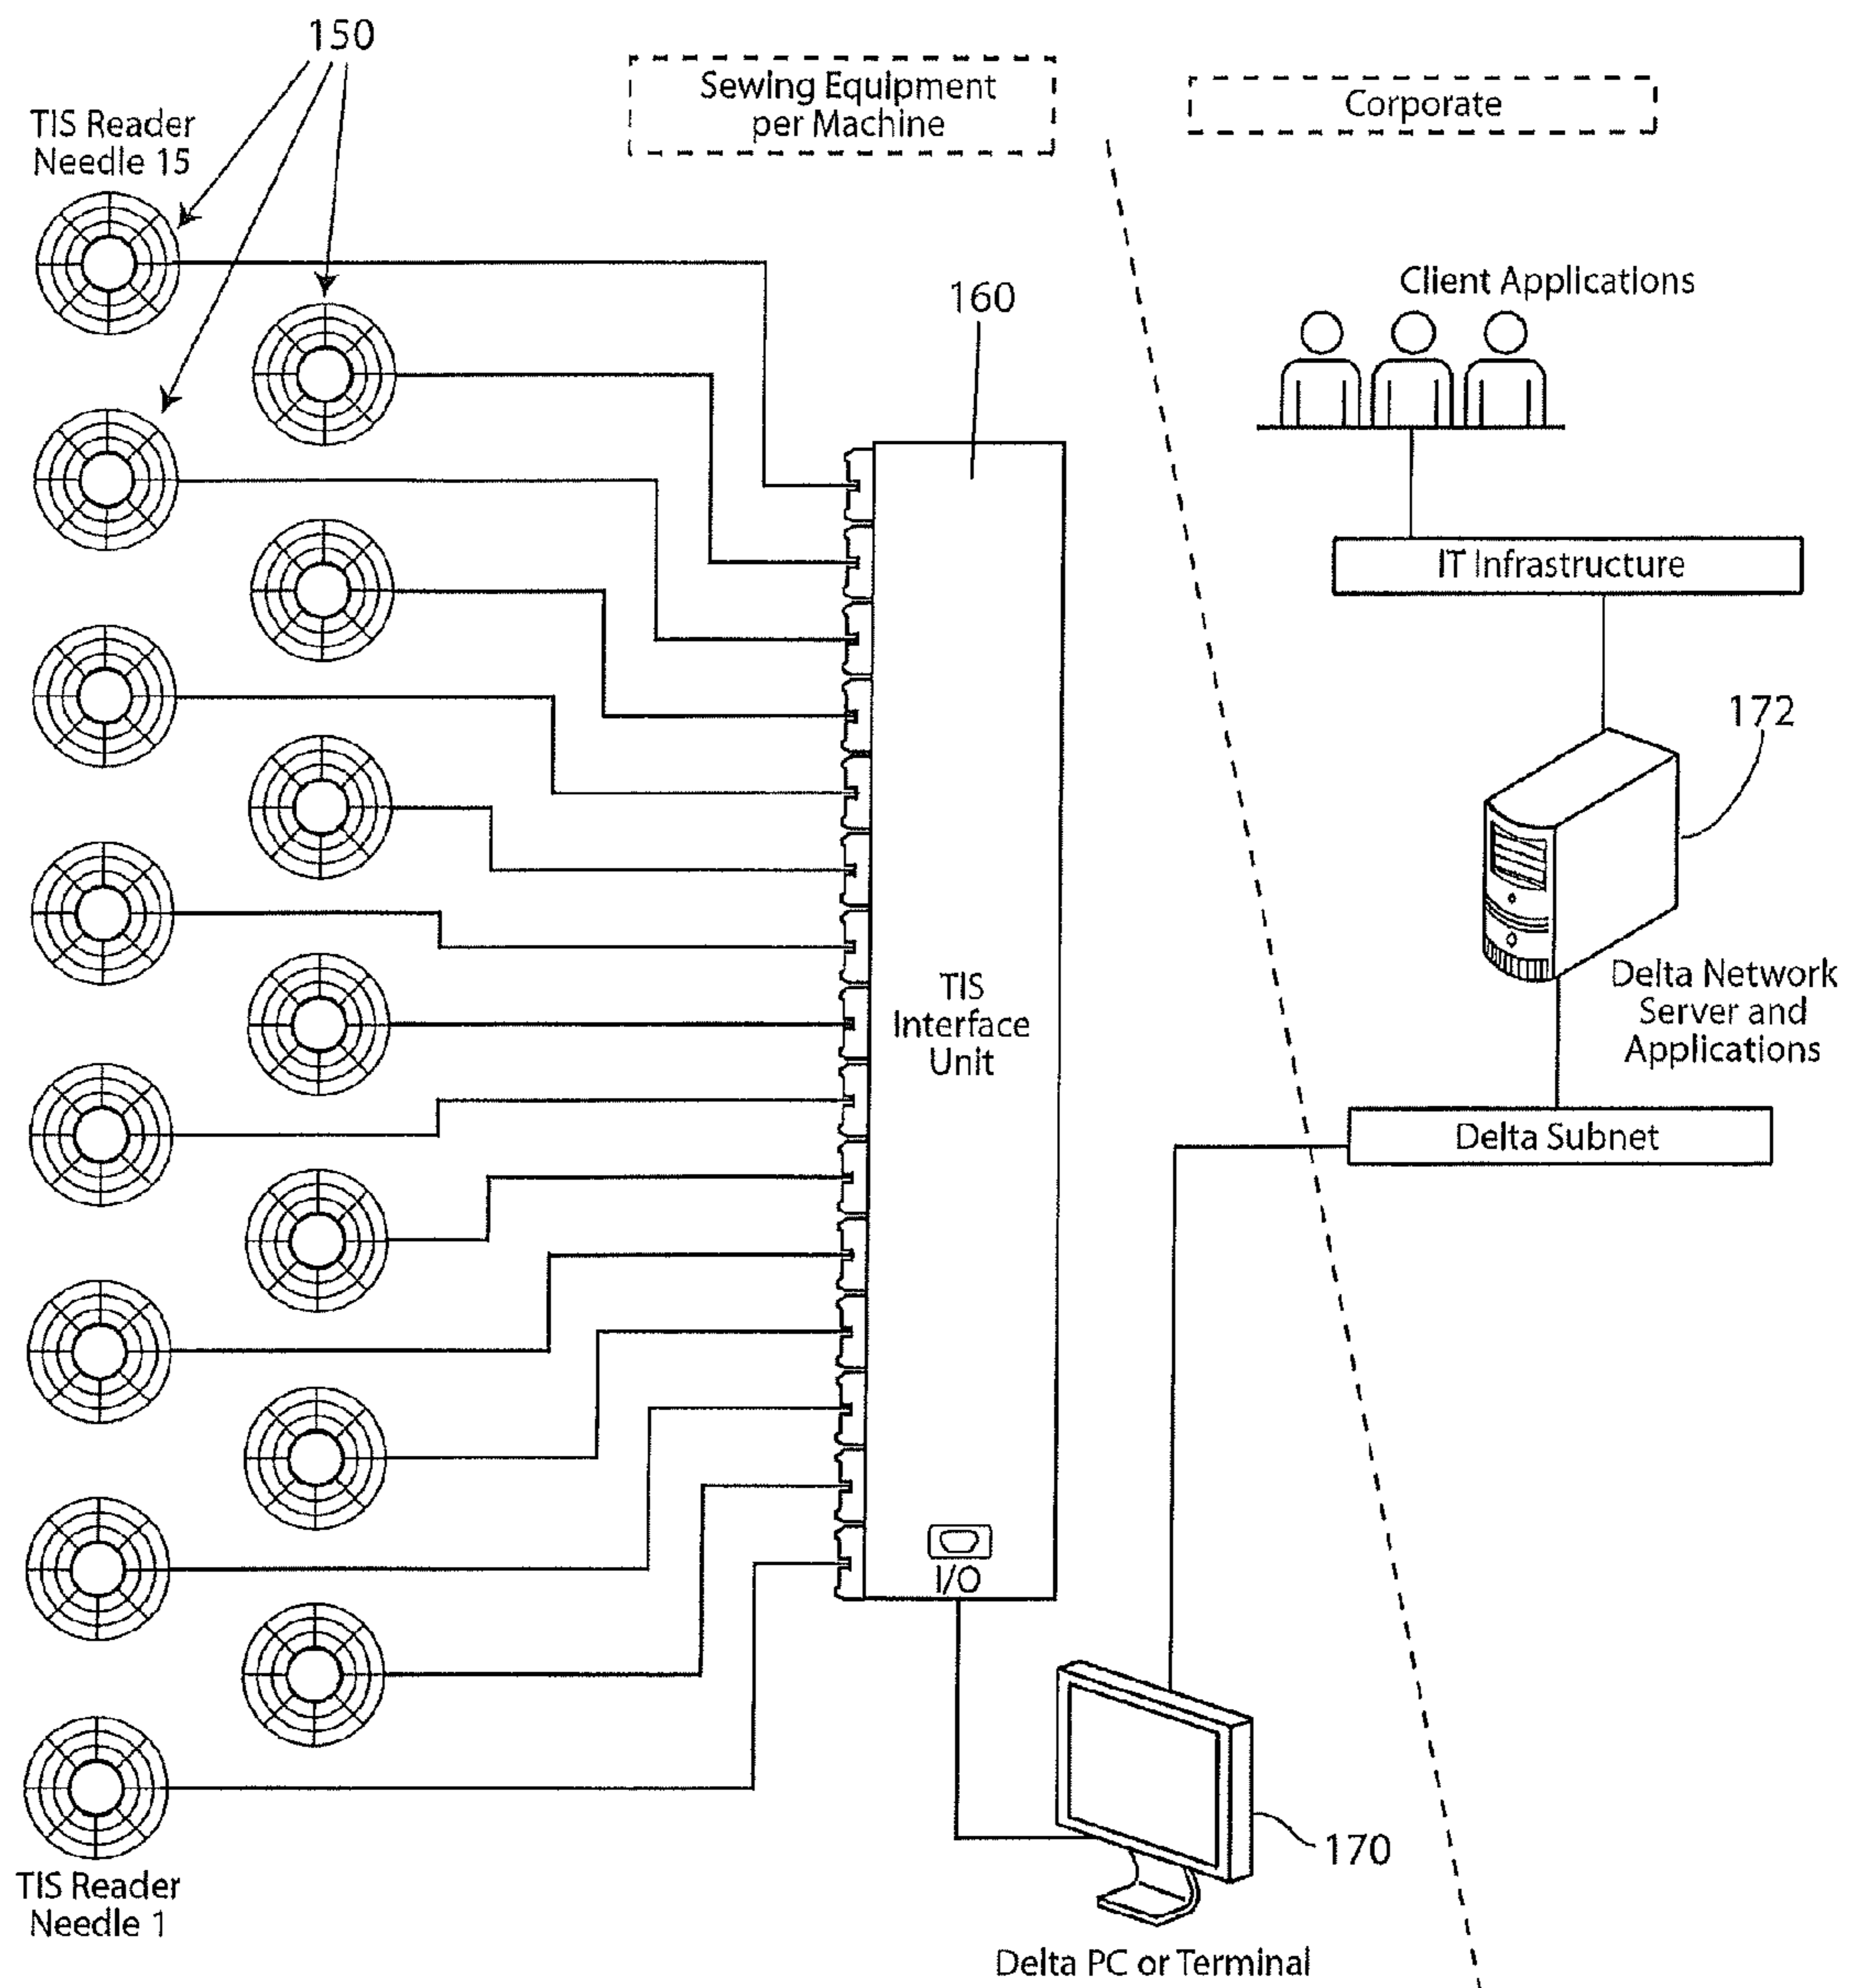 150
TIS Reader
Needle 15
Sewing Equipment
per Machine
Corporate
160
Client Applications
IT Infrastructure
172
TIS
Interface
Unit
Delta Network
Server and
Applications
Delta Subnet
I/O
170
TIS Reader
Needle 1
Delta PC or Terminal